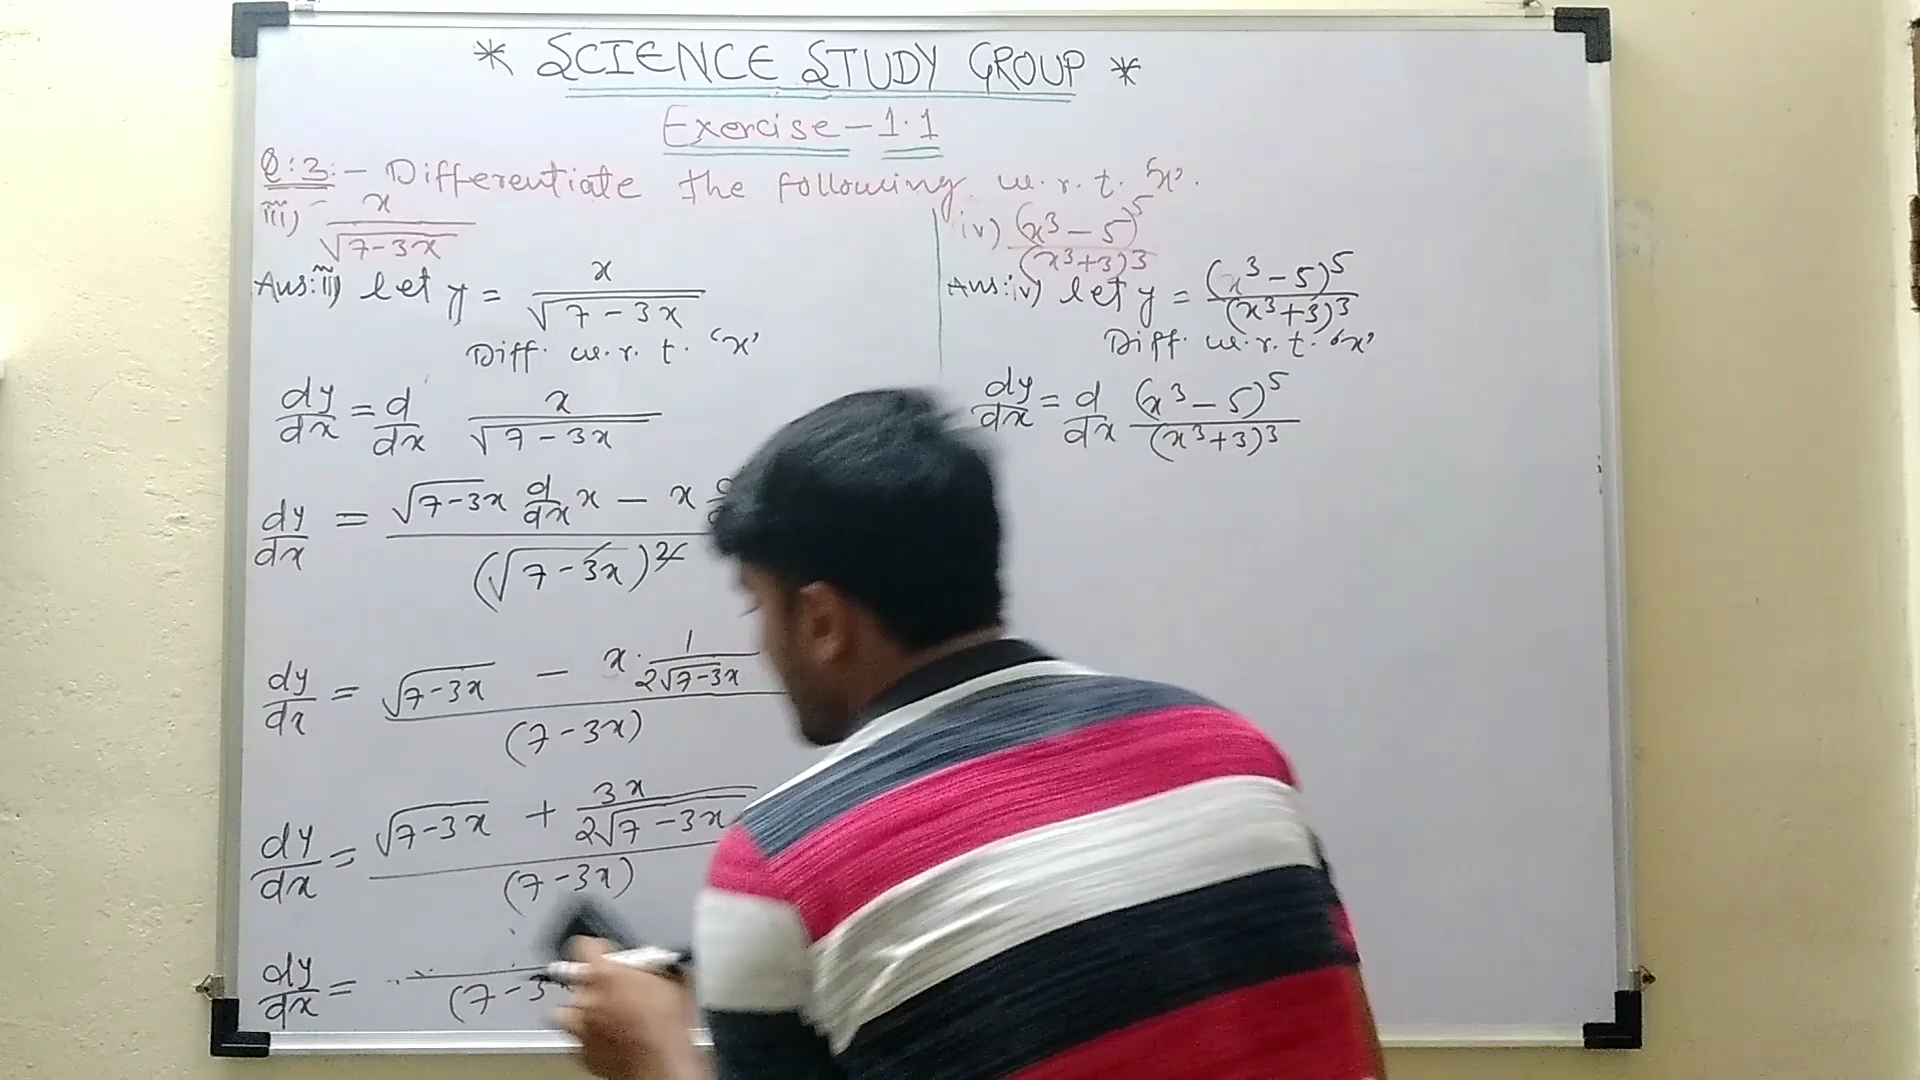 * SCIENCE STUDY GROUP *
Exercise - 1.1
Q:3:- Differentiate the following w.r.t. 'x'.
iii) x / √(7-3x)
Ans:iii) let y = x / √(7-3x)
Diff. w.r.t. 'x'
dy/dx = d/dx x / √(7-3x)
dy/dx = √(7-3x) d/dx x - x / (√(7-3x))²
dy/dx = √(7-3x) - x · 1/(2√(7-3x)) / (7-3x)
dy/dx = √(7-3x) + 3x/(2√(7-3x)) / (7-3x)
dy/dx = / (7-3
iv) (x³-5)⁵ / (x³+3)³
Ans:iv) let y = (x³-5)⁵ / (x³+3)³
Diff. w.r.t. 'x'
dy/dx = d/dx (x³-5)⁵ / (x³+3)³